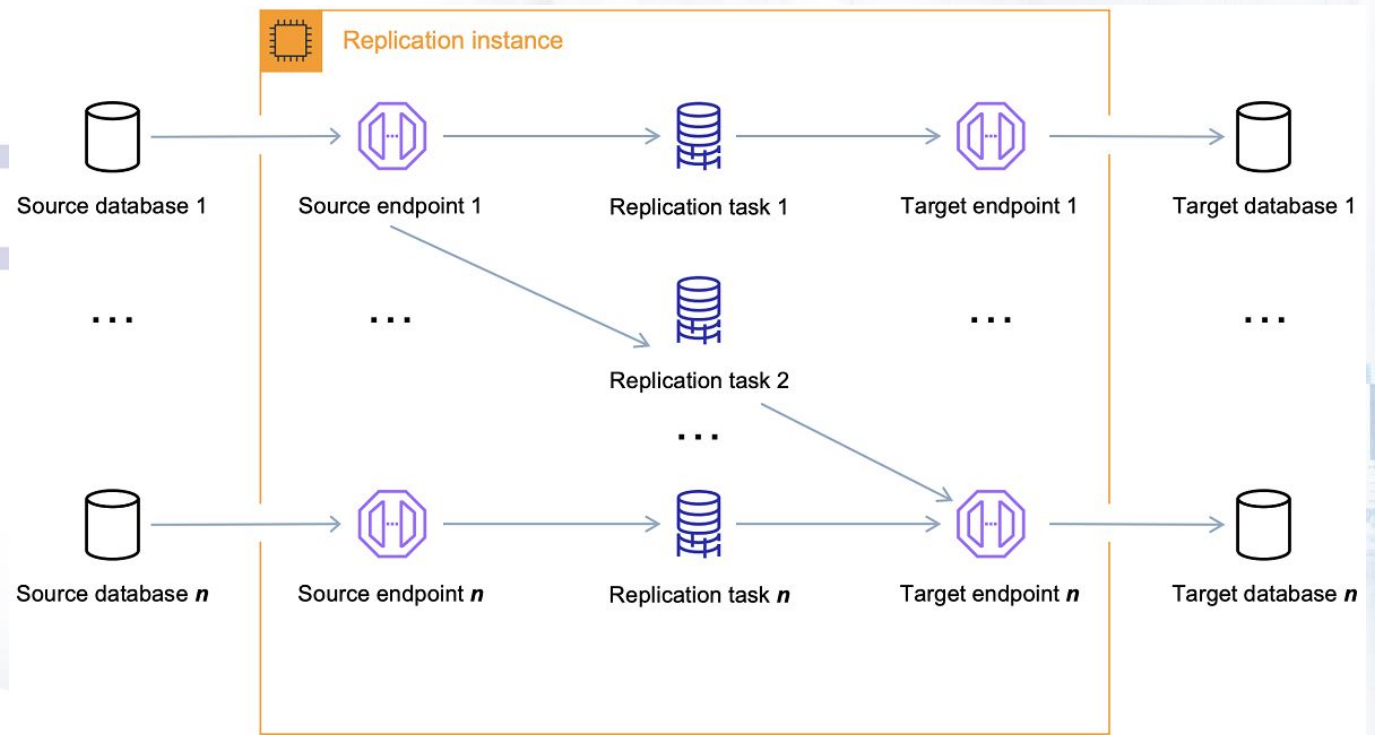 Replication instance
Source database 1
Source endpoint 1
Replication task 1
Target endpoint 1
Target database 1
...
...
...
...
Replication task 2
...
Source database n
Source endpoint n
Replication task n
Target endpoint n
Target database n